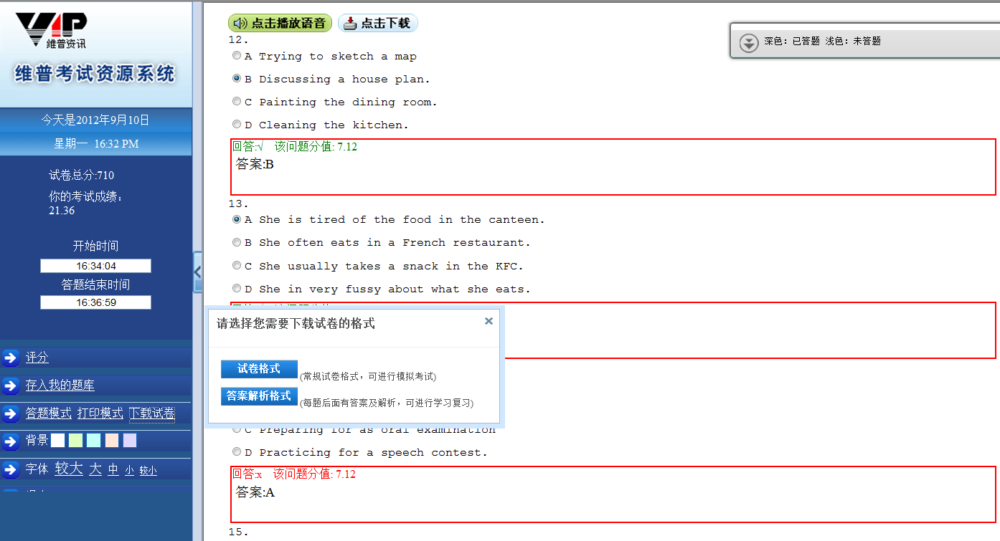 VIP
维普资讯
维普考试资源系统
今天是2012年9月10日
星期一 16:32 PM
试卷总分:710
你的考试成绩：
21.36
开始时间
16:34:04
答题结束时间
16:36:59
评分
存入我的题库
答题模式 打印模式 下载试卷
背景
字体 较大 大 中 小 较小
点击播放语音 点击下载
深色：已答题 浅色：未答题
12.
A Trying to sketch a map
B Discussing a house plan.
C Painting the dining room.
D Cleaning the kitchen.
回答:√ 该问题分值: 7.12
答案:B
13.
A She is tired of the food in the canteen.
B She often eats in a French restaurant.
C She usually takes a snack in the KFC.
D She in very fussy about what she eats.
请选择您需要下载试卷的格式
试卷格式 (常规试卷格式，可进行模拟考试)
答案解析格式 (每题后面有答案及解析，可进行学习复习)
C Preparing for as oral examination
D Practicing for a speech contest.
回答:x 该问题分值: 7.12
答案:A
15.